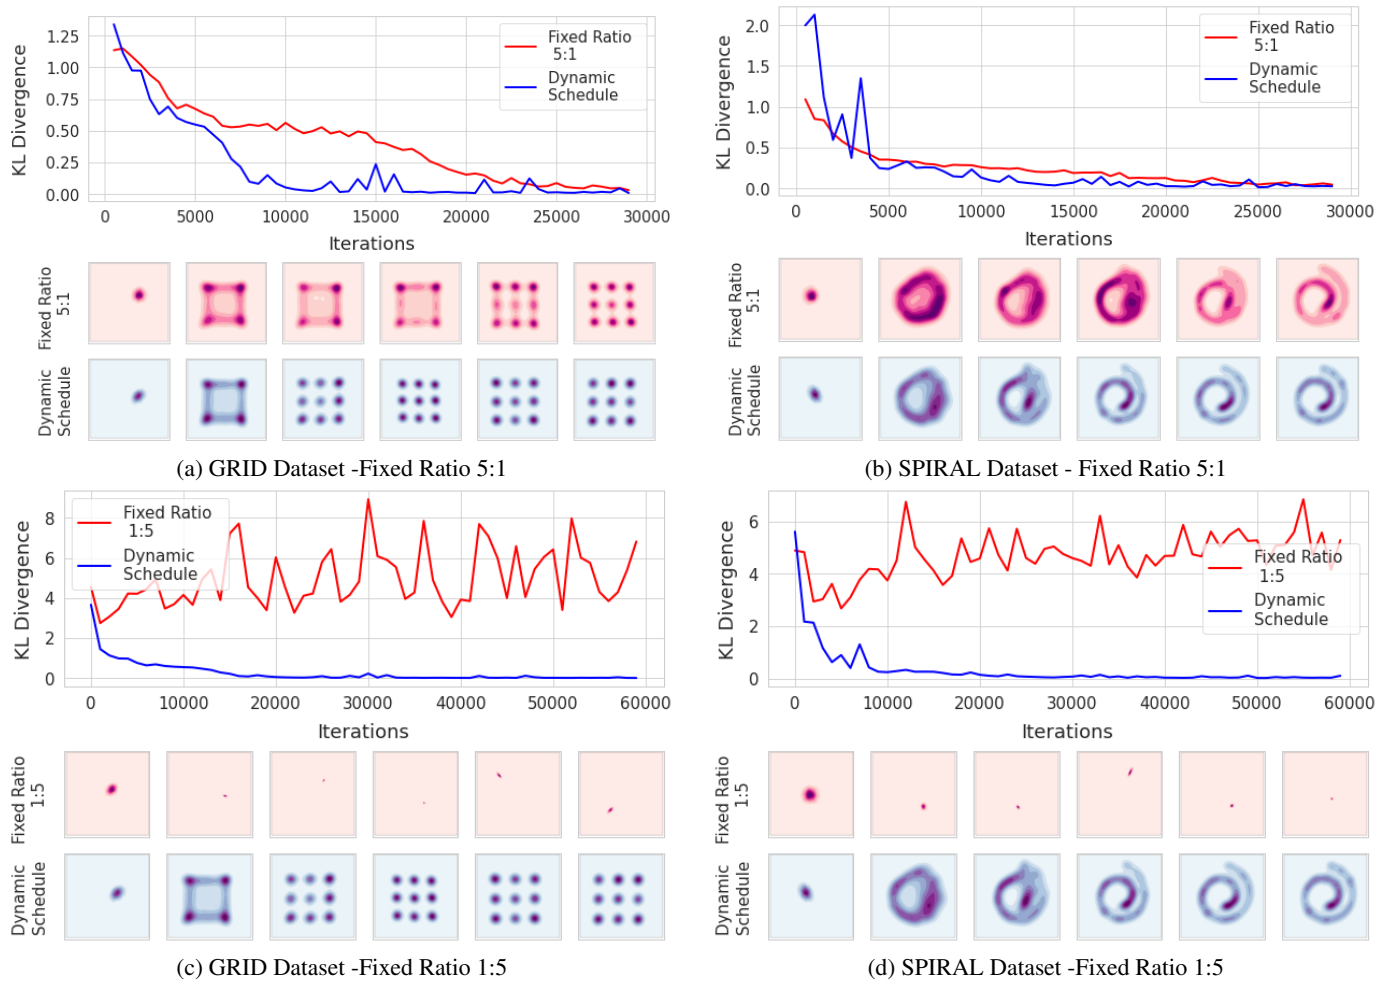 KL Divergence
1.25
1.00
0.75
0.50
0.25
0.00
Fixed Ratio
5:1
Dynamic
Schedule
0
5000
10000
15000
20000
25000
30000
Iterations
Fixed Ratio
5:1
Dynamic
Schedule
(a) GRID Dataset -Fixed Ratio 5:1
KL Divergence
2.0
1.5
1.0
0.5
0.0
Fixed Ratio
5:1
Dynamic
Schedule
0
5000
10000
15000
20000
25000
30000
Iterations
Fixed Ratio
5:1
Dynamic
Schedule
(b) SPIRAL Dataset - Fixed Ratio 5:1
KL Divergence
8
6
4
2
0
Fixed Ratio
1:5
Dynamic
Schedule
0
10000
20000
30000
40000
50000
60000
Iterations
Fixed Ratio
1:5
Dynamic
Schedule
(c) GRID Dataset -Fixed Ratio 1:5
KL Divergence
6
4
2
0
Fixed Ratio
1:5
Dynamic
Schedule
0
10000
20000
30000
40000
50000
60000
Iterations
Fixed Ratio
1:5
Dynamic
Schedule
(d) SPIRAL Dataset -Fixed Ratio 1:5